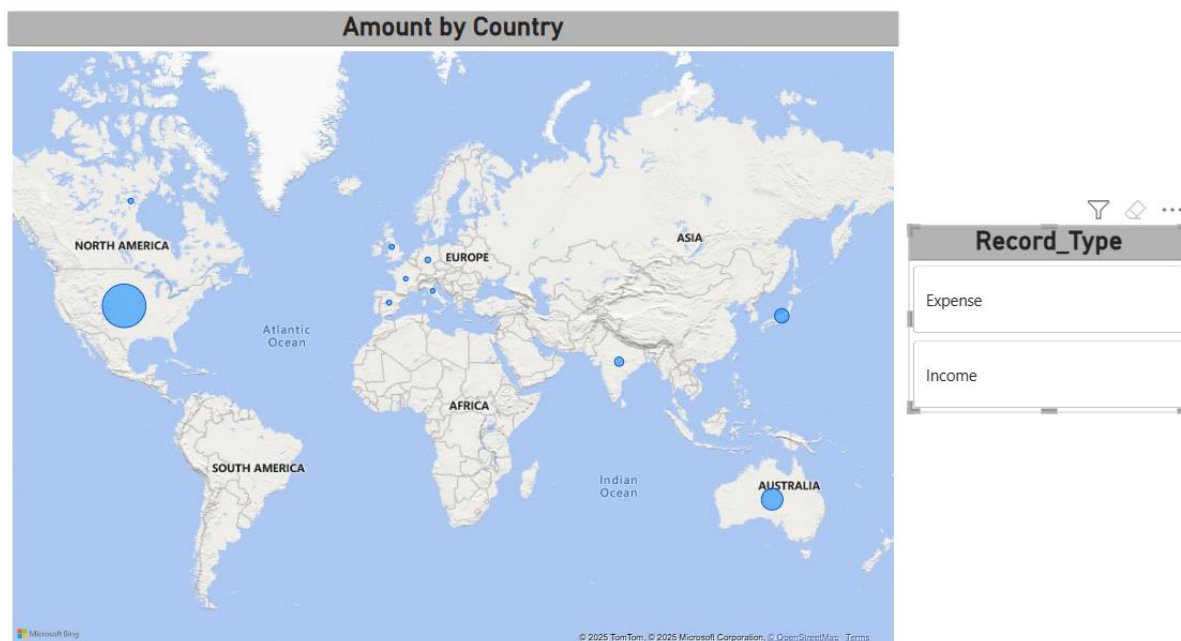 Amount by Country
NORTH AMERICA
EUROPE
ASIA
Atlantic
Ocean
AFRICA
SOUTH AMERICA
Indian
Ocean
AUSTRALIA
Microsoft Bing
© 2025 TomTom, © 2025 Microsoft Corporation, © OpenStreetMap Terms
Record_Type
Expense
Income